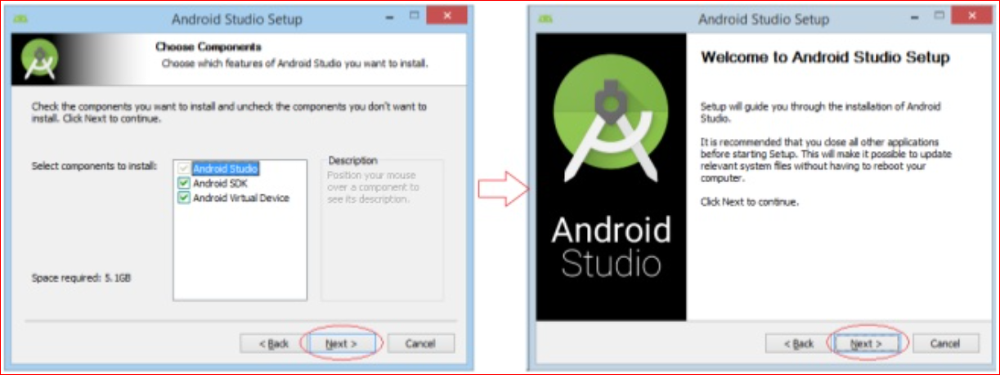 Android Studio Setup
Choose Components
Choose which features of Android Studio you want to install.
Check the components you want to install and uncheck the components you don't want to
install. Click Next to continue.
Select components to install:
Android Studio
Android SDK
Android Virtual Device
Description
Position your mouse
over a component to
see its description.
Space required: 5.1GB
< Back
Next >
Cancel
Android Studio Setup
Welcome to Android Studio Setup
Setup will guide you through the installation of Android
Studio.
It is recommended that you close all other applications
before starting Setup. This will make it possible to update
relevant system files without having to reboot your
computer.
Click Next to continue.
Android
Studio
< Back
Next >
Cancel